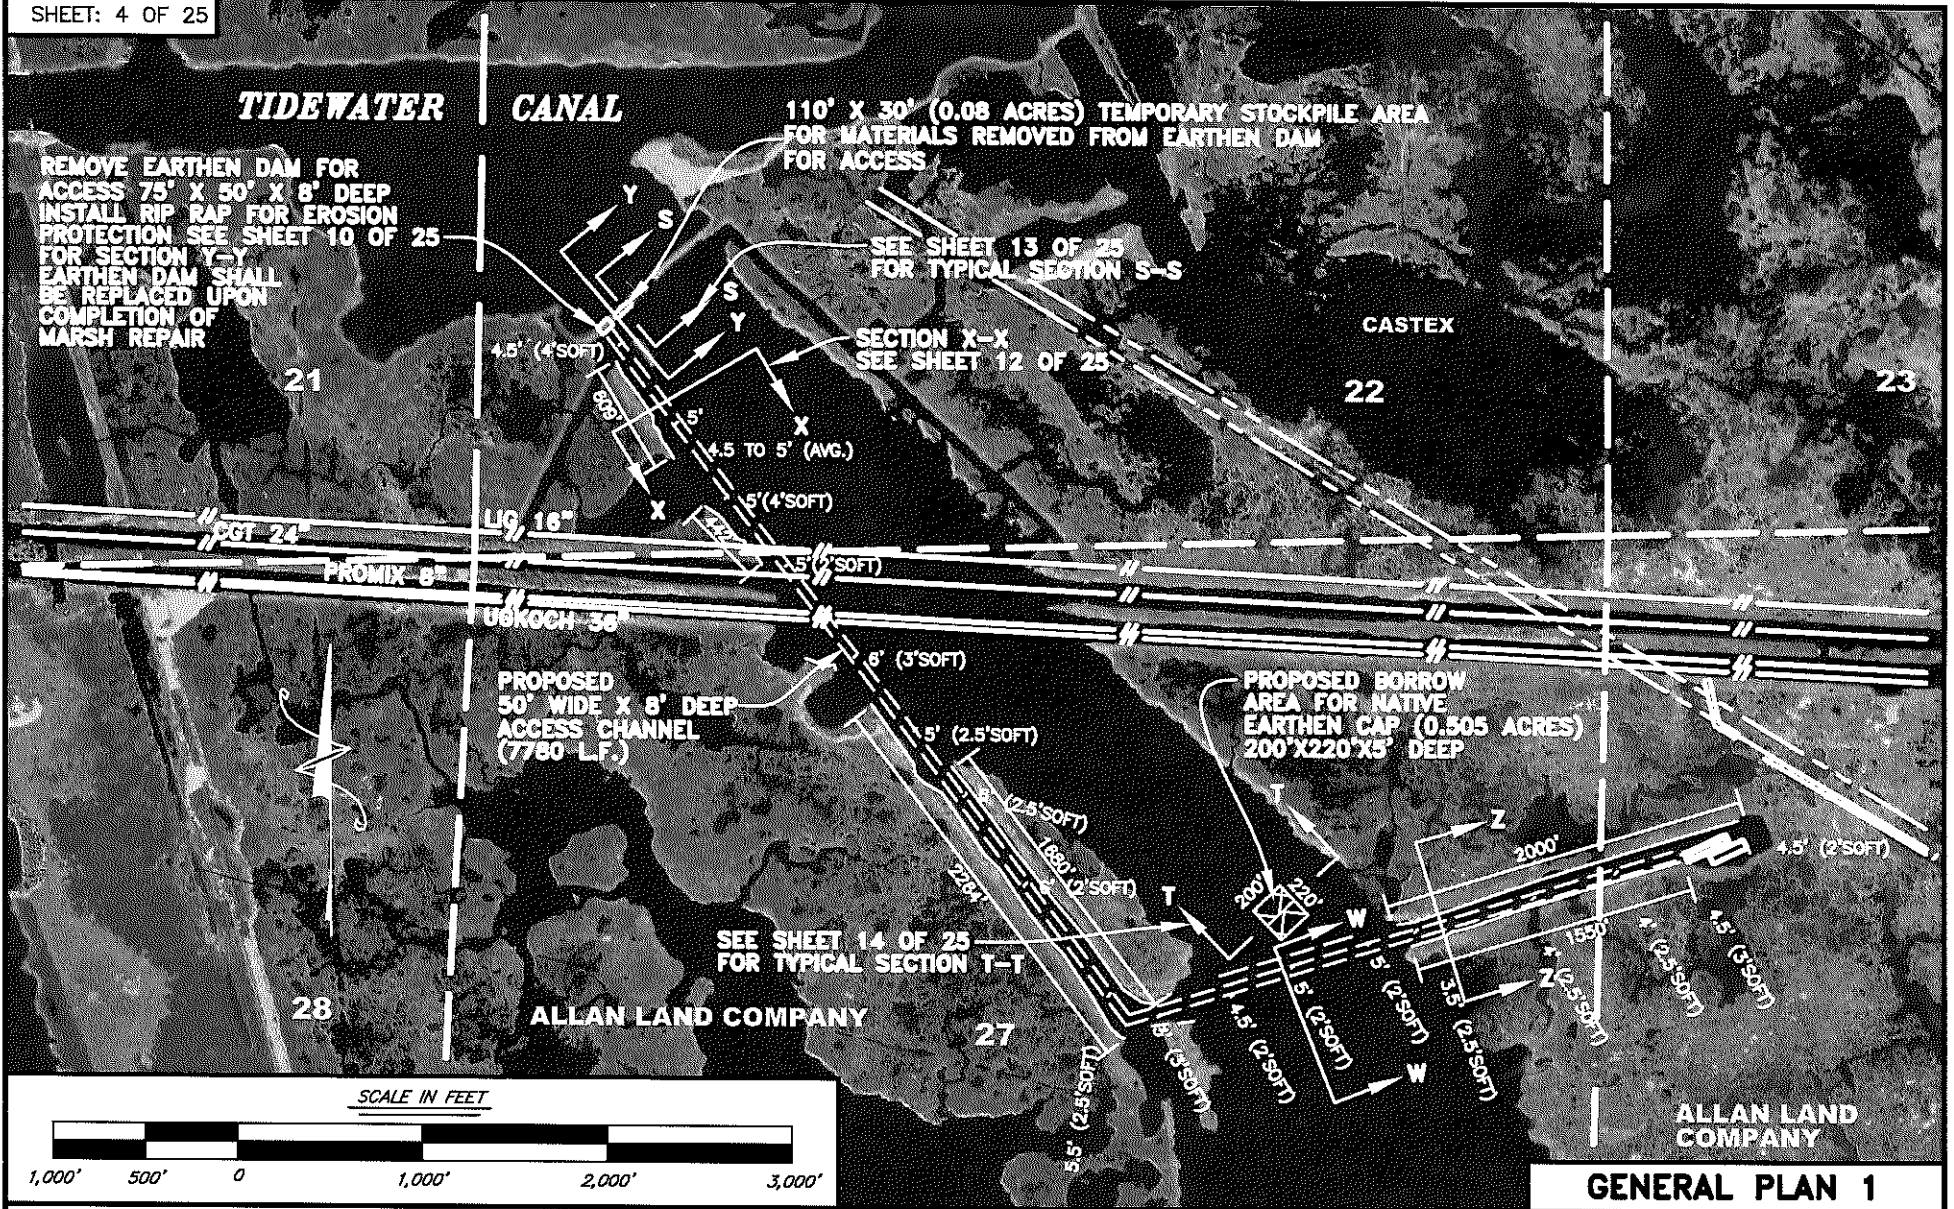 SHEET: 4 OF 25
TIDEWATER CANAL
110' X 30' (0.08 ACRES) TEMPORARY STOCKPILE AREA
FOR MATERIALS REMOVED FROM EARTHEN DAM
FOR ACCESS
REMOVE EARTHEN DAM FOR
ACCESS 75' X 50' X 8' DEEP
INSTALL RIP RAP FOR EROSION
PROTECTION SEE SHEET 10 OF 25
FOR SECTION Y-Y
EARTHEN DAM SHALL
BE REPLACED UPON
COMPLETION OF
MARSH REPAIR
Y
S
SEE SHEET 13 OF 25
FOR TYPICAL SECTION S-S
S
Y
SECTION X-X
SEE SHEET 12 OF 25
CASTEX
4.5' (4'SOFT)
21
22
23
609'
5'
X
4.5 TO 5' (AVG.)
X
5'(4'SOFT)
LIG 16"
CGT 24"
5'(2'SOFT)
PROMIX 8"
UGKOCH 36"
6' (3'SOFT)
PROPOSED
50' WIDE X 8' DEEP
ACCESS CHANNEL
(7780 L.F.)
PROPOSED BORROW
AREA FOR NATIVE
EARTHEN CAP (0.505 ACRES)
200'X220'X5' DEEP
5' (2.5'SOFT)
(2.5'SOFT)
1680'
6' (2'SOFT)
2264'
T
Z
2000'
4.5' (2'SOFT)
T
200'
220'
W
SEE SHEET 14 OF 25
FOR TYPICAL SECTION T-T
1550'
Z
28
ALLAN LAND COMPANY
27
5.5' (2.5'SOFT)
(3'SOFT)
4.5' (2'SOFT)
5' (2'SOFT)
5' (2'SOFT)
3.5' (2.5'SOFT)
4' (2.5'SOFT)
4' (2.5'SOFT)
4.5' (3'SOFT)
W
ALLAN LAND
COMPANY
SCALE IN FEET
1,000' 500' 0 1,000' 2,000' 3,000'
GENERAL PLAN 1